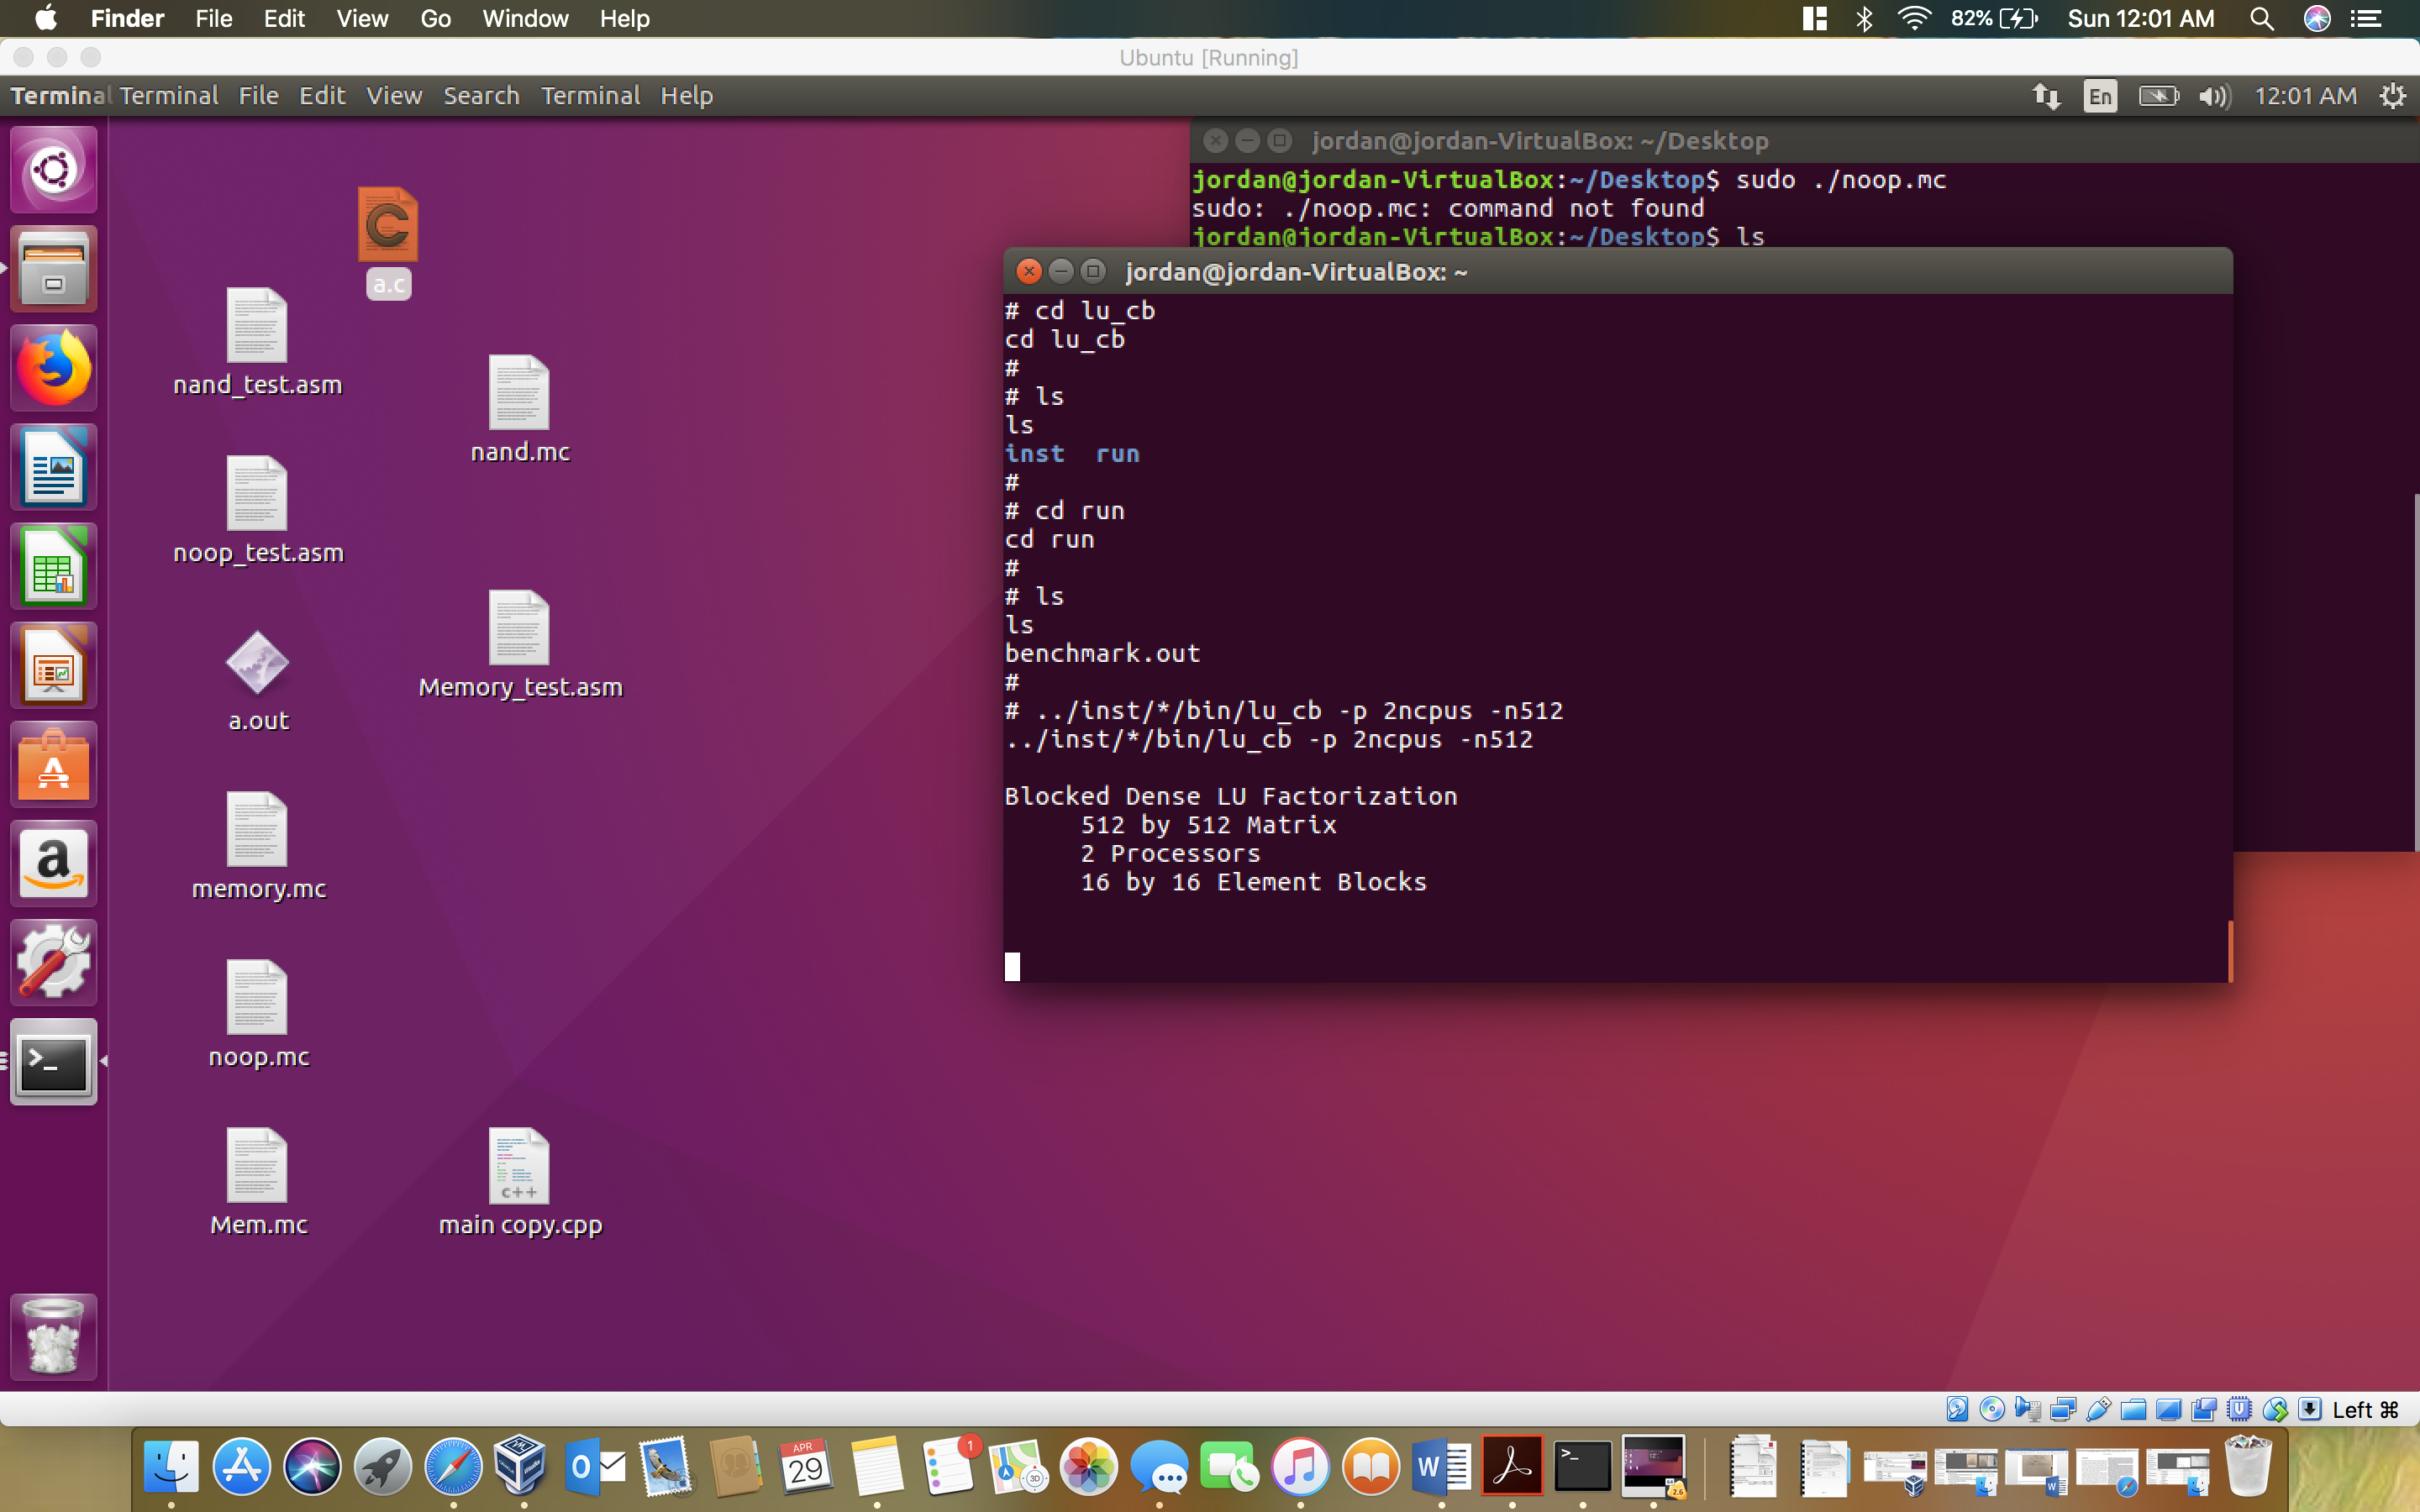 Finder File Edit View Go Window Help 82% Sun 12:01 AM
Ubuntu [Running]
Terminal Terminal File Edit View Search Terminal Help En 12:01 AM
jordan@jordan-VirtualBox: ~/Desktop
jordan@jordan-VirtualBox:~/Desktop$ sudo ./noop.mc
sudo: ./noop.mc: command not found
jordan@jordan-VirtualBox:~/Desktop$ ls
jordan@jordan-VirtualBox: ~
# cd lu_cb
cd lu_cb
#
# ls
ls
inst run
#
# cd run
cd run
#
# ls
ls
benchmark.out
#
# ../inst/*/bin/lu_cb -p 2ncpus -n512
../inst/*/bin/lu_cb -p 2ncpus -n512
Blocked Dense LU Factorization
512 by 512 Matrix
2 Processors
16 by 16 Element Blocks
a.c
nand_test.asm
nand.mc
noop_test.asm
Memory_test.asm
a.out
memory.mc
noop.mc
c++
Mem.mc
main copy.cpp
Left ⌘
APR
29
1
3D
2.6